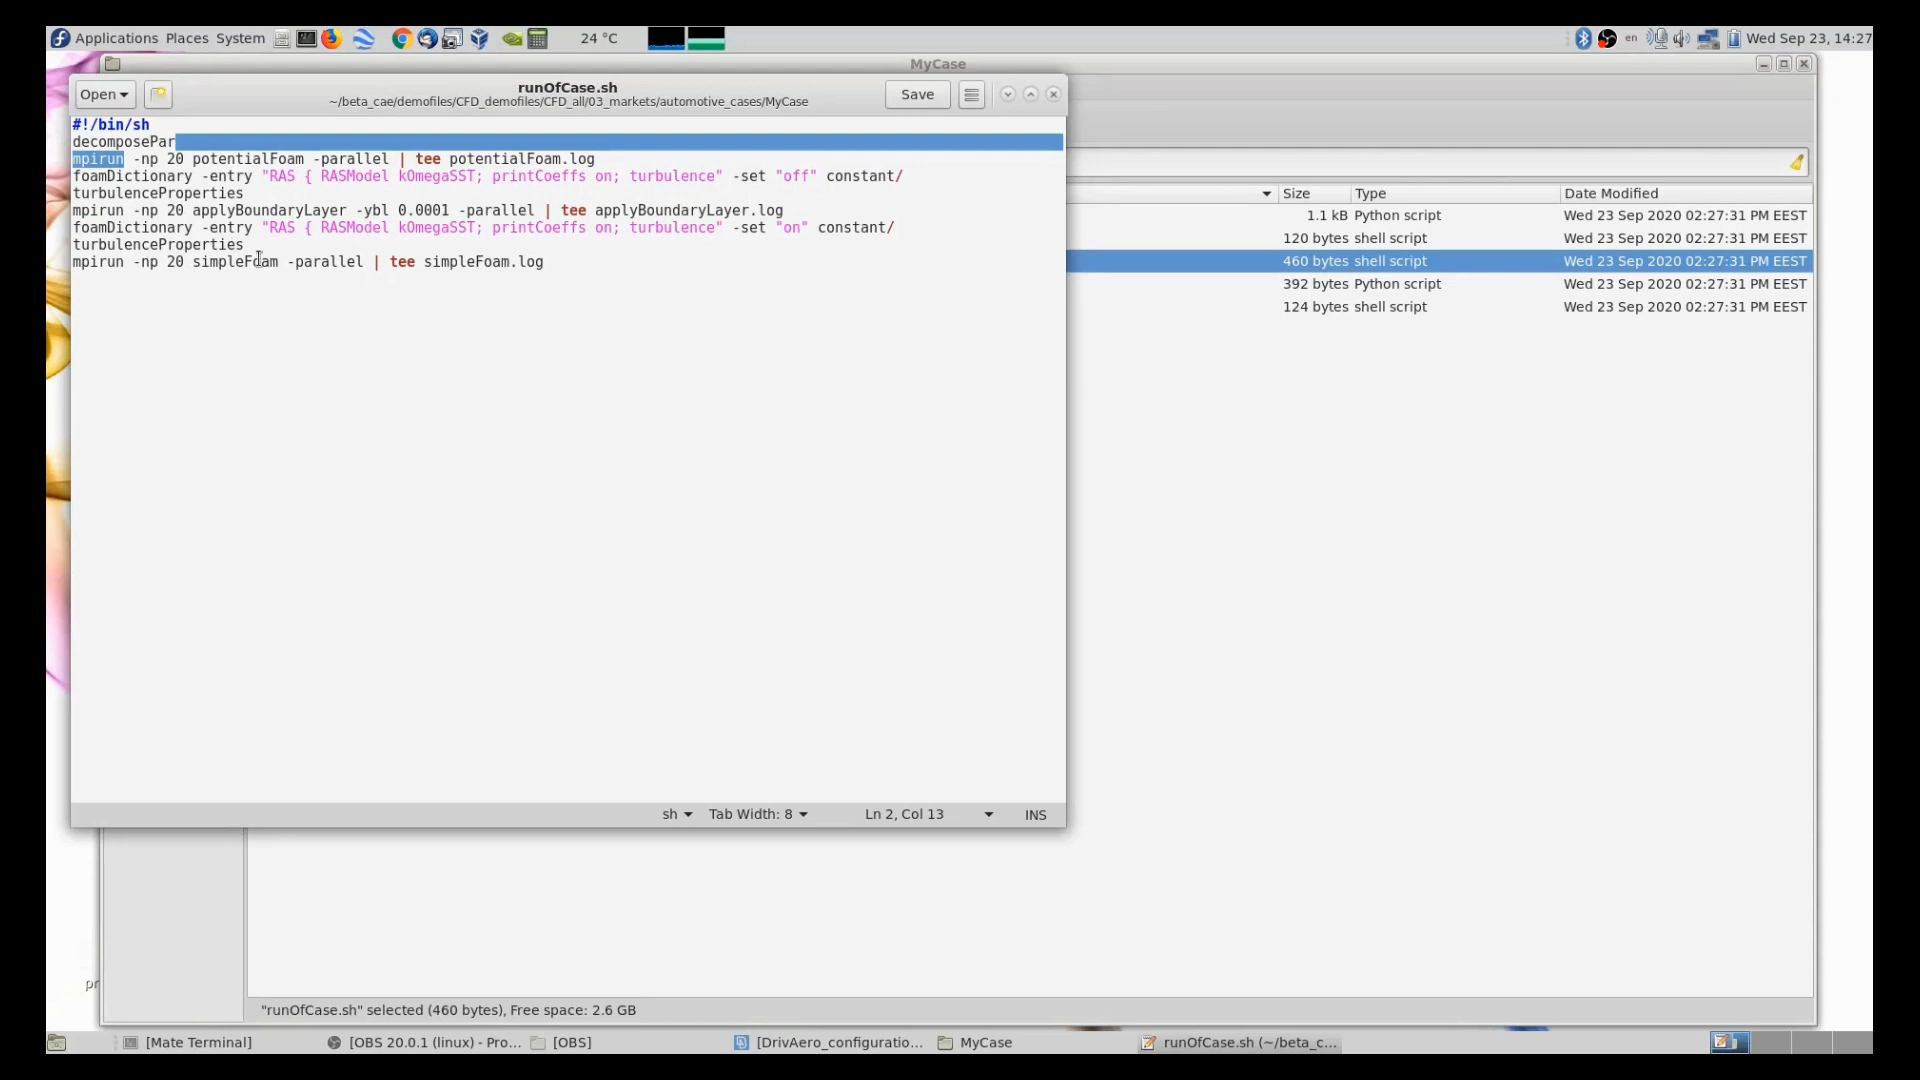 Applications Places System 24 °C en Wed Sep 23, 14:27
MyCase
Open runOfCase.sh Save
~/beta_cae/demofiles/CFD_demofiles/CFD_all/03_markets/automotive_cases/MyCase
#!/bin/sh
decomposePar
mpirun -np 20 potentialFoam -parallel | tee potentialFoam.log
foamDictionary -entry "RAS { RASModel kOmegaSST; printCoeffs on; turbulence" -set "off" constant/
turbulenceProperties
mpirun -np 20 applyBoundaryLayer -ybl 0.0001 -parallel | tee applyBoundaryLayer.log
foamDictionary -entry "RAS { RASModel kOmegaSST; printCoeffs on; turbulence" -set "on" constant/
turbulenceProperties
mpirun -np 20 simpleFoam -parallel | tee simpleFoam.log
sh Tab Width: 8 Ln 2, Col 13 INS
Size Type Date Modified
1.1 kB Python script Wed 23 Sep 2020 02:27:31 PM EEST
120 bytes shell script Wed 23 Sep 2020 02:27:31 PM EEST
460 bytes shell script Wed 23 Sep 2020 02:27:31 PM EEST
392 bytes Python script Wed 23 Sep 2020 02:27:31 PM EEST
124 bytes shell script Wed 23 Sep 2020 02:27:31 PM EEST
pr
"runOfCase.sh" selected (460 bytes), Free space: 2.6 GB
[Mate Terminal] [OBS 20.0.1 (linux) - Pro... [OBS] [DrivAero_configuratio... MyCase runOfCase.sh (~/beta_c...